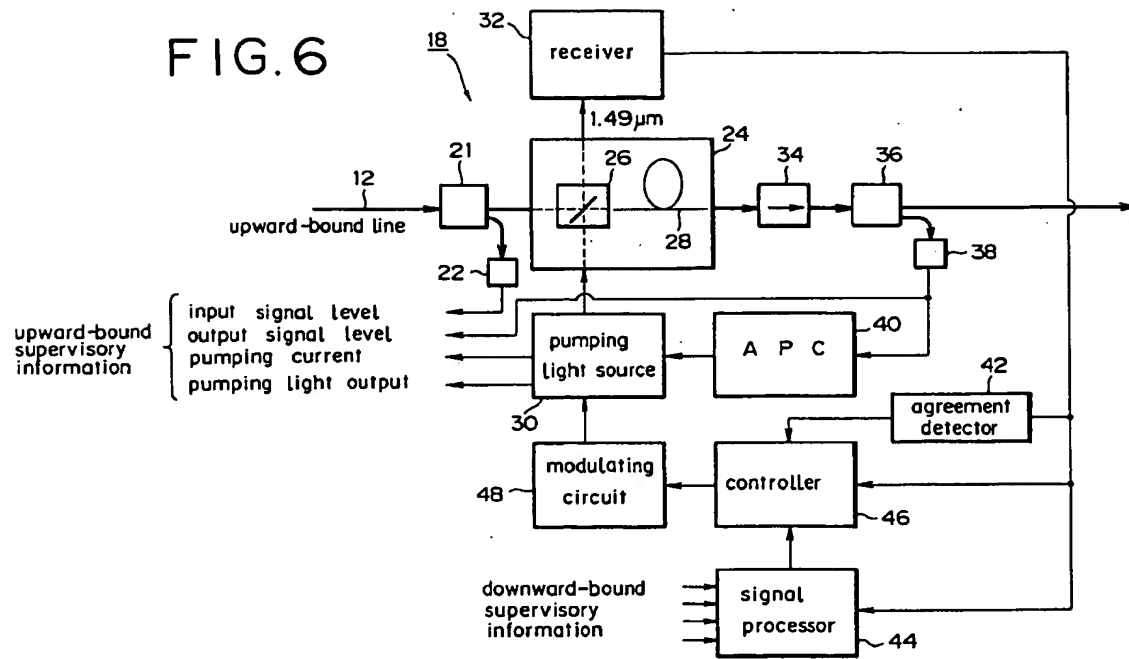 FIG.6
18
32
receiver
1.49μm
24
21
26
34
36
12
upward-bound line
28
22
38
upward-bound
supervisory
information
input signal level
output signal level
pumping current
pumping light output
pumping
light source
30
40
A P C
42
agreement
detector
modulating
circuit
48
controller
46
downward-bound
supervisory
information
signal
processor
44